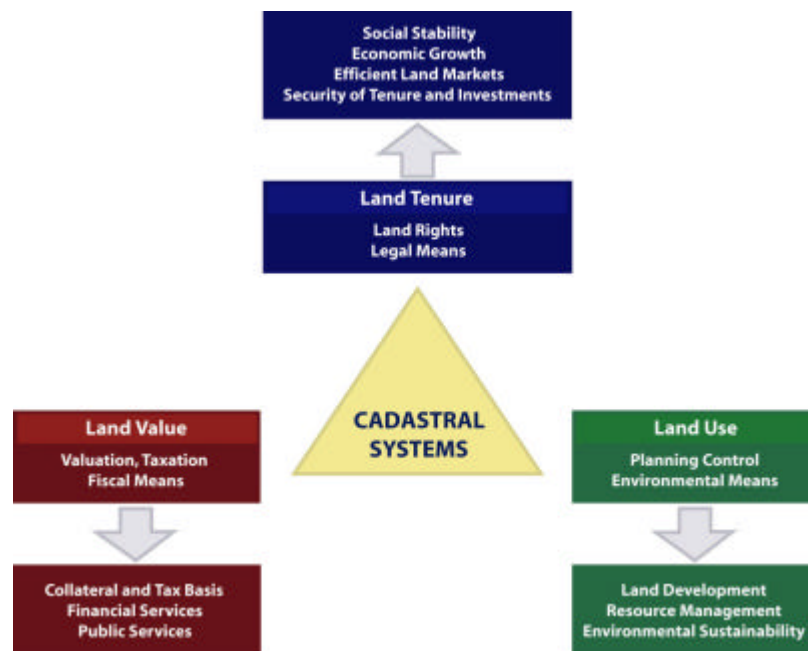 Social Stability
Economic Growth
Efficient Land Markets
Security of Tenure and Investments
Land Tenure
Land Rights
Legal Means
CADASTRAL
SYSTEMS
Land Value
Valuation, Taxation
Fiscal Means
Collateral and Tax Basis
Financial Services
Public Services
Land Use
Planning Control
Environmental Means
Land Development
Resource Management
Environmental Sustainability